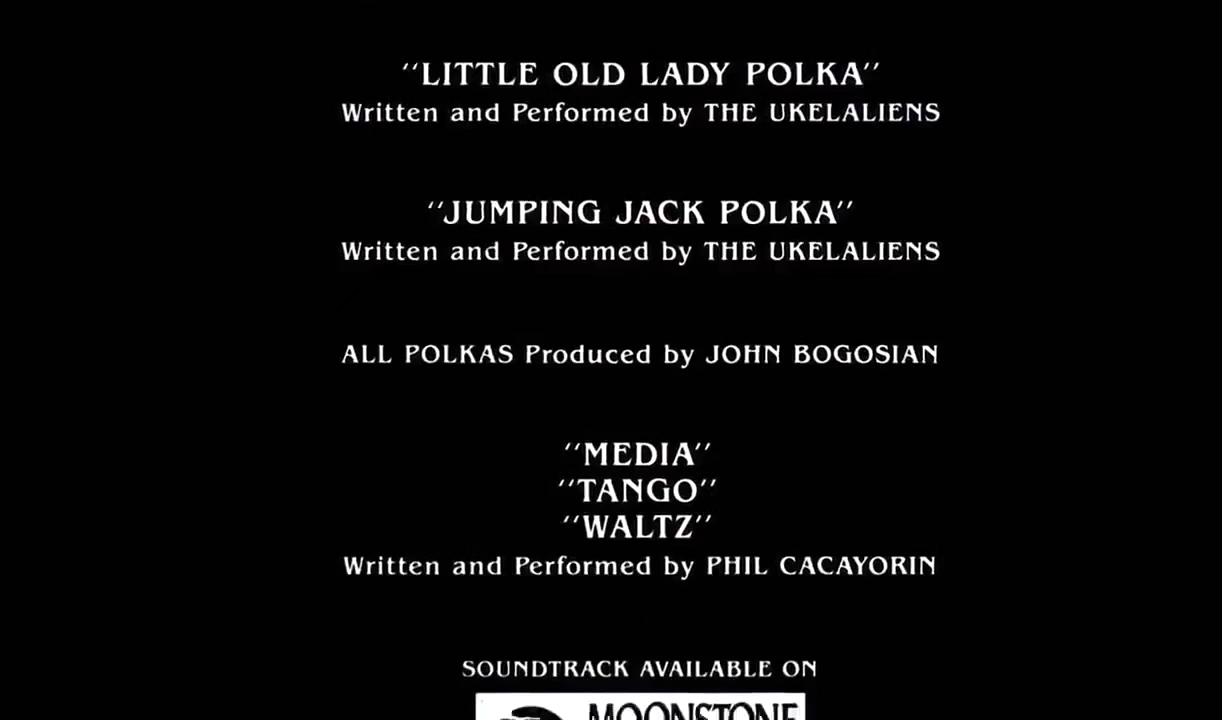 "LITTLE OLD LADY POLKA"
Written and Performed by THE UKELALIENS
"JUMPING JACK POLKA"
Written and Performed by THE UKELALIENS
ALL POLKAS Produced by JOHN BOGOSIAN
"MEDIA"
"TANGO"
"WALTZ"
Written and Performed by PHIL CACAYORIN
SOUNDTRACK AVAILABLE ON
MOONSTONE